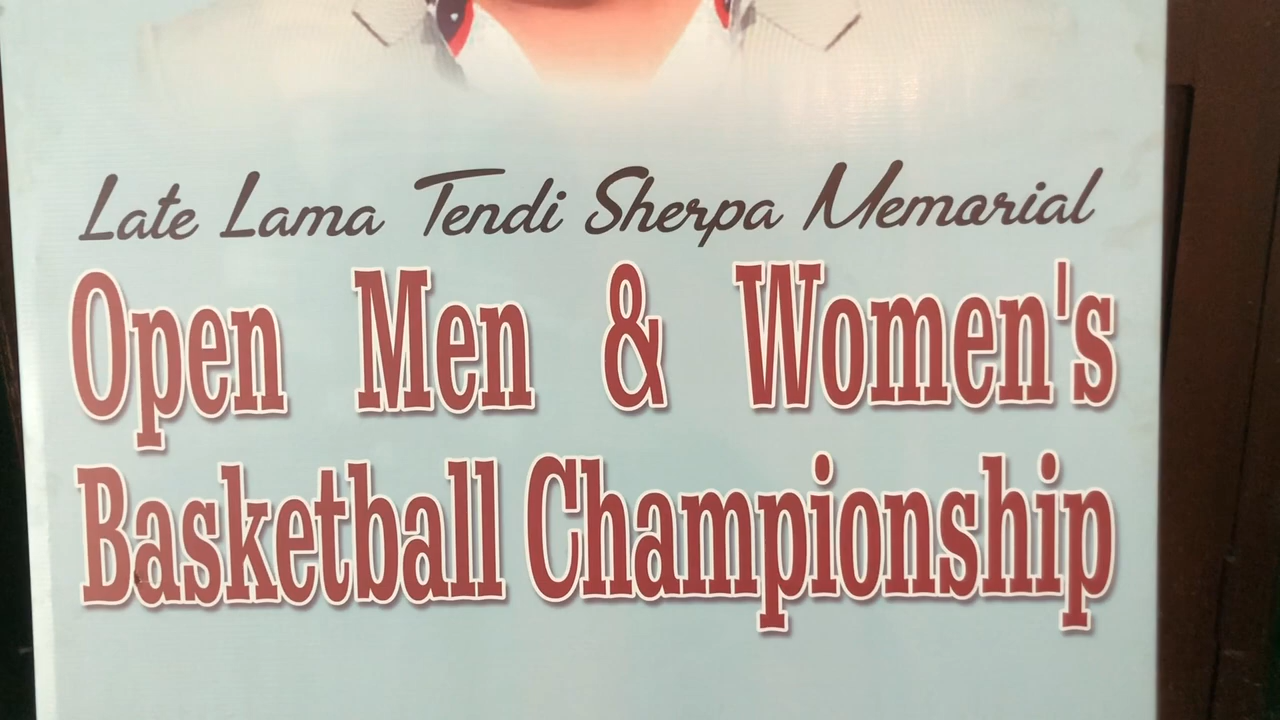 Late Lama Tendi Sherpa Memorial
Open Men & Women's
Basketball Championship